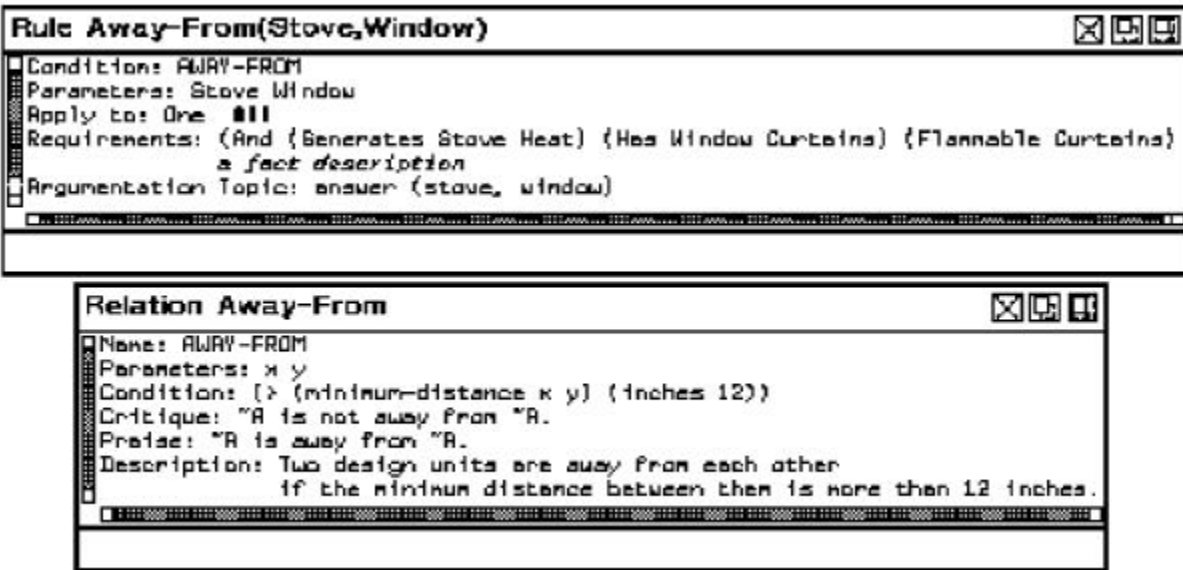 Rule Away-From(Stove,Window)
Condition: AWAY-FROM
Parameters: Stove Window
Apply to: One All
Requirements: (And (Generates Stove Heat) (Has Window Curtains) (Flammable Curtains)
a fact description
Argumentation Topic: answer (stove, window)
Relation Away-From
Name: AWAY-FROM
Parameters: x y
Condition: (> (minimum-distance x y) (inches 12))
Critique: ~A is not away from ~A.
Praise: ~A is away from ~A.
Description: Two design units are away from each other
if the minimum distance between them is more than 12 inches.